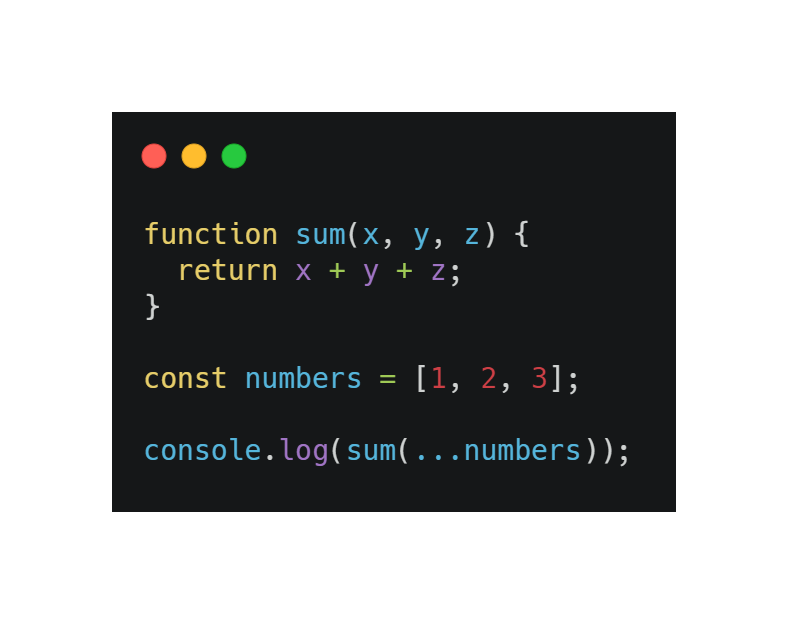 function sum(x, y, z) {
  return x + y + z;
}
const numbers = [1, 2, 3];
console.log(sum(...numbers));